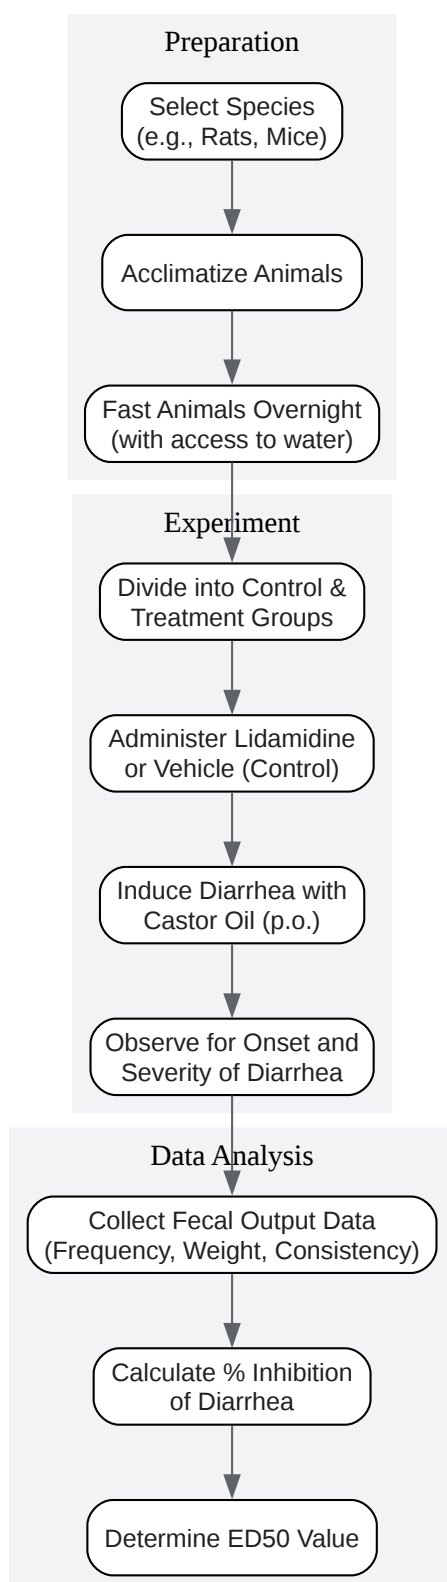 Preparation
Select Species
(e.g., Rats, Mice)
Acclimatize Animals
Fast Animals Overnight
(with access to water)
Experiment
Divide into Control &
Treatment Groups
Administer Lidamidine
or Vehicle (Control)
Induce Diarrhea with
Castor Oil (p.o.)
Observe for Onset and
Severity of Diarrhea
Data Analysis
Collect Fecal Output Data
(Frequency, Weight, Consistency)
Calculate % Inhibition
of Diarrhea
Determine ED50 Value